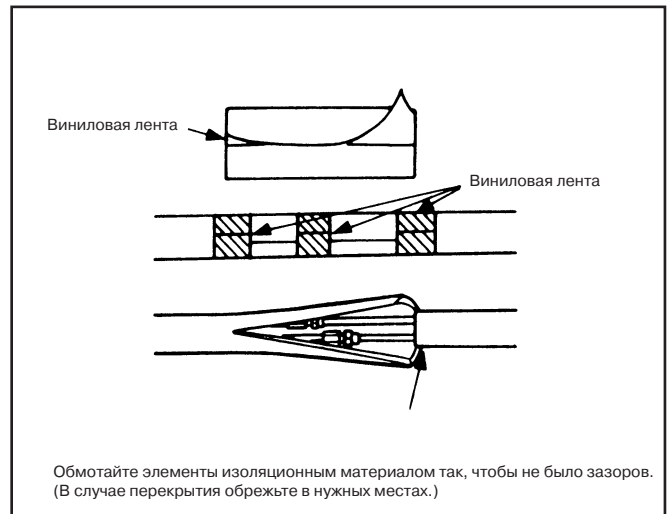 Виниловая лента
Виниловая лента
Обмотайте элементы изоляционным материалом так, чтобы не было зазоров.
(В случае перекрытия обрежьте в нужных местах.)